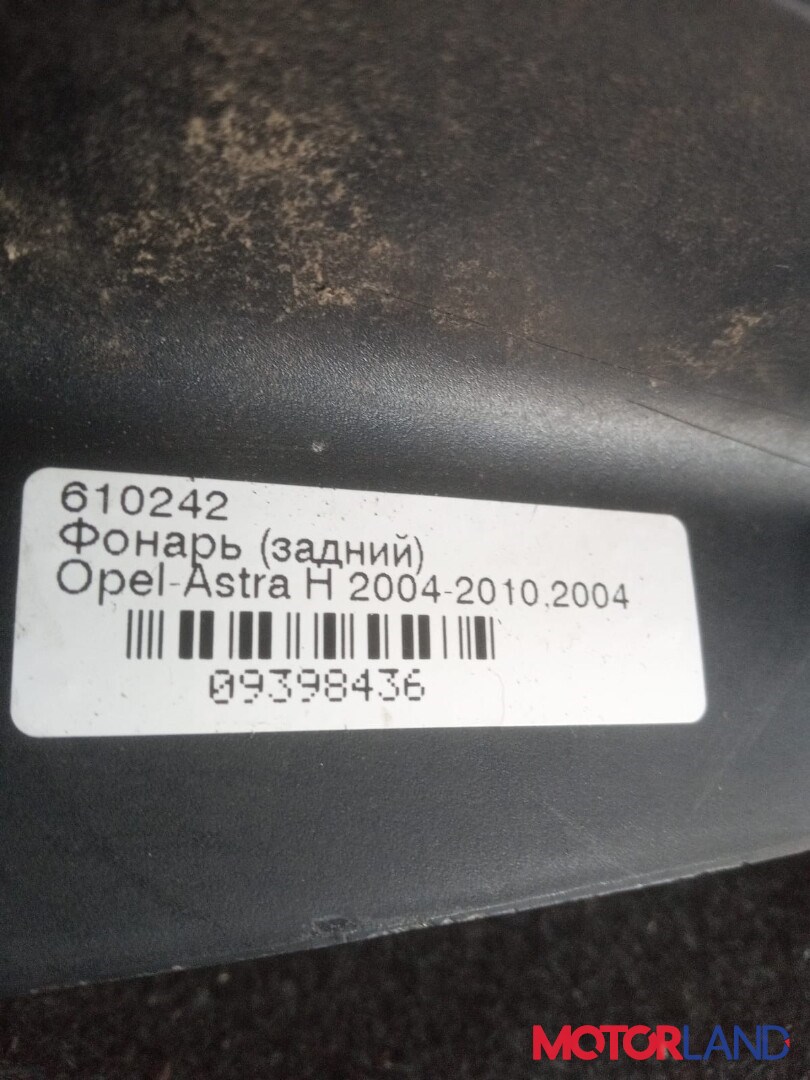 610242
Фонарь (задний)
Opel-Astra H 2004-2010,2004
09398436
MOTORLAND